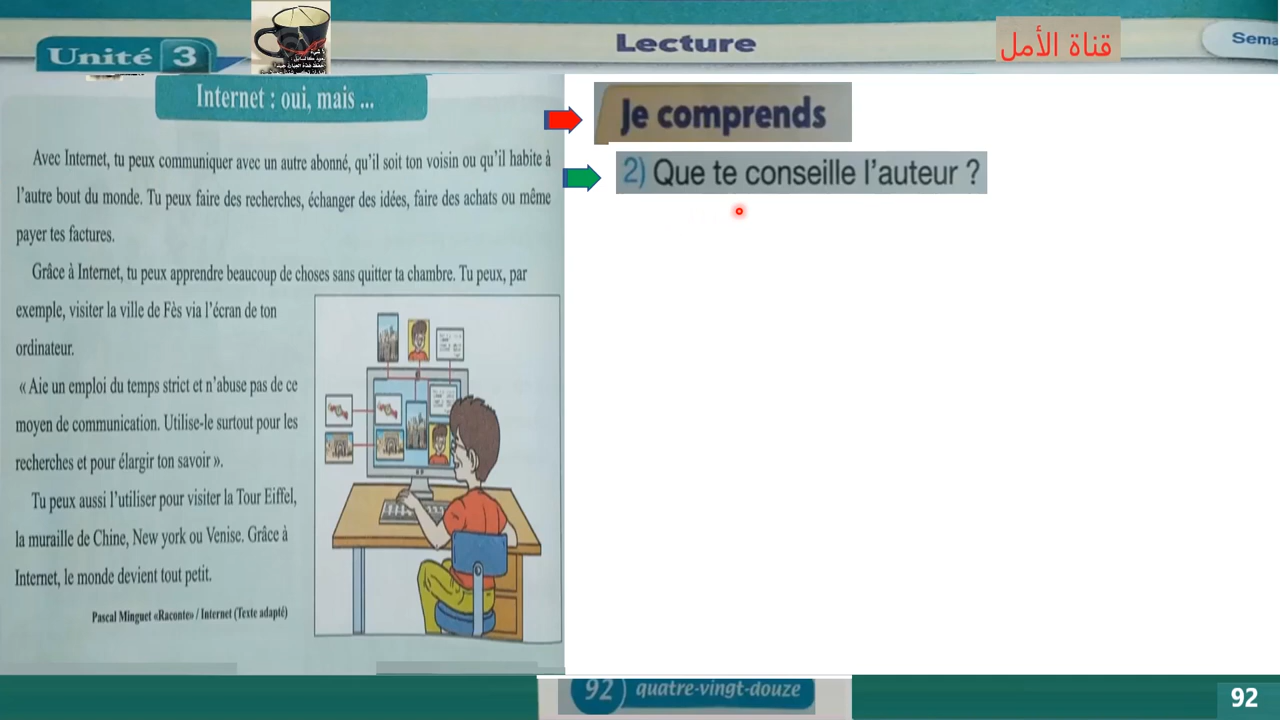 Unité 3
Lecture
قناة الأمل
Sema
Internet : oui, mais ...
Avec Internet, tu peux communiquer avec un autre abonné, qu'il soit ton voisin ou qu'il habite à
l'autre bout du monde. Tu peux faire des recherches, échanger des idées, faire des achats ou même
payer tes factures.
Grâce à Internet, tu peux apprendre beaucoup de choses sans quitter ta chambre. Tu peux, par
exemple, visiter la ville de Fès via l'écran de ton
ordinateur.
« Aie un emploi du temps strict et n'abuse pas de ce
moyen de communication. Utilise-le surtout pour les
recherches et pour élargir ton savoir ».
Tu peux aussi l'utiliser pour visiter la Tour Eiffel,
la muraille de Chine, New york ou Venise. Grâce à
Internet, le monde devient tout petit.
Pascal Minguet «Raconte» / Internet (Texte adapté)
Je comprends
2) Que te conseille l'auteur ?
92 quatre-vingt-douze
92